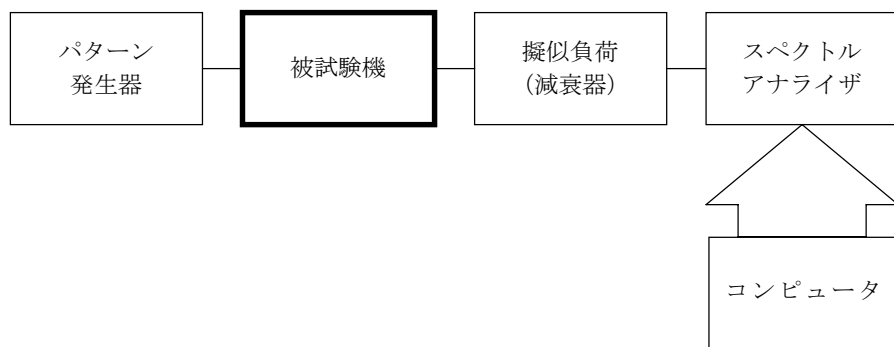 パターン
発生器
被試験機
擬似負荷
（減衰器）
スペクトル
アナライザ
コンピュータ